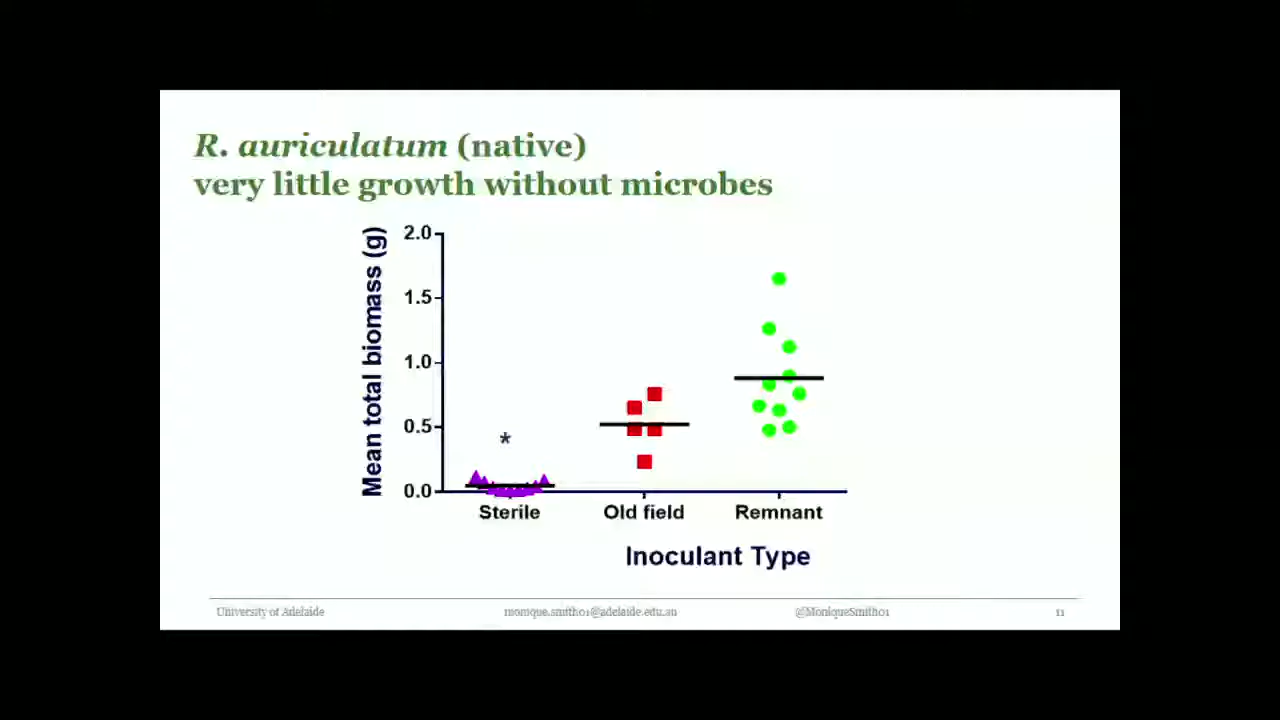 R. auriculatum (native)
very little growth without microbes
Mean total biomass (g)
2.0
1.5
1.0
0.5
0.0
*
Sterile
Old field
Remnant
Inoculant Type
University of Adelaide
monique.smith01@adelaide.edu.au
@MoniqueSmith01
11